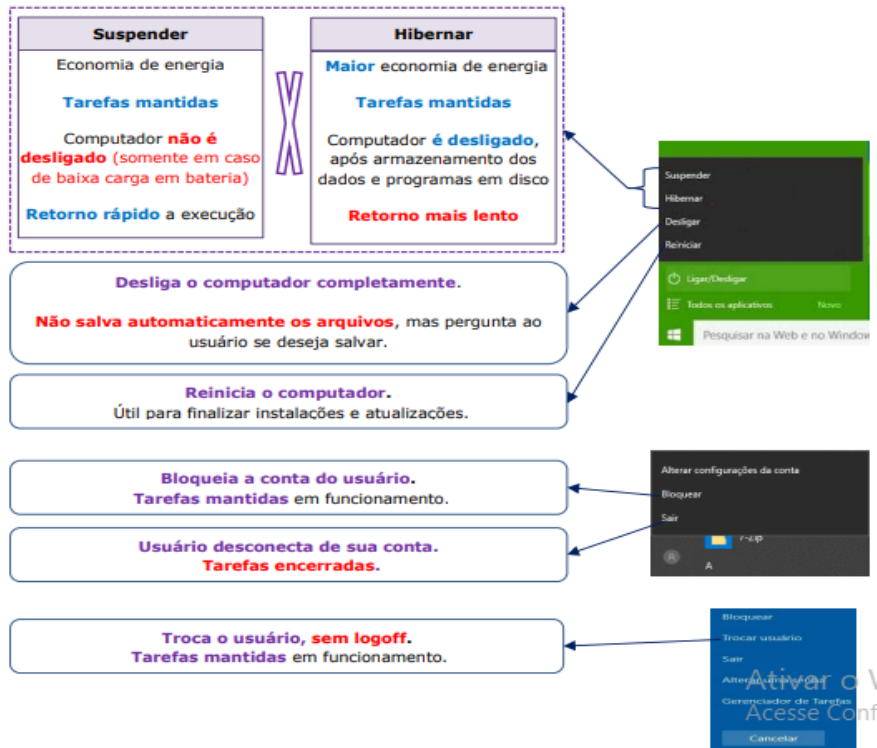 Suspender
Economia de energia
Tarefas mantidas
Computador não é
desligado (somente em caso
de baixa carga em bateria)
Retorno rápido a execução
Hibernar
Maior economia de energia
Tarefas mantidas
Computador é desligado,
após armazenamento dos
dados e programas em disco
Retorno mais lento
Suspender
Hibernar
Desligar
Reiniciar
Ligar/Desligar
Todos os aplicativos Novo
Pesquisar na Web e no Window
Desliga o computador completamente.
Não salva automaticamente os arquivos, mas pergunta ao
usuário se deseja salvar.
Reinicia o computador.
Útil para finalizar instalações e atualizações.
Bloqueia a conta do usuário.
Tarefas mantidas em funcionamento.
Usuário desconecta de sua conta.
Tarefas encerradas.
Alterar configurações da conta
Bloquear
Sair
7-Zip
A
Troca o usuário, sem logoff.
Tarefas mantidas em funcionamento.
Bloquear
Trocar usuário
Sair
Alterar uma senha
Gerenciador de Tarefas
Cancelar
Ativar o
Acesse Conf